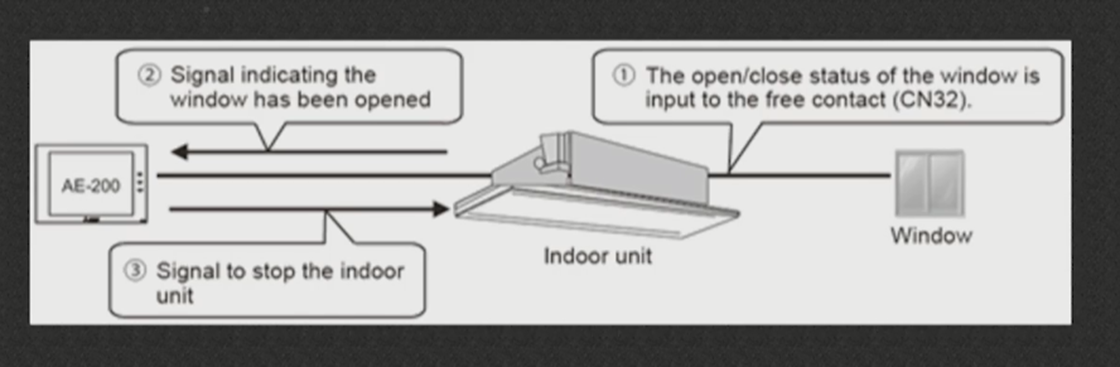 ② Signal indicating the
window has been opened
① The open/close status of the window is
input to the free contact (CN32).
AE-200
Window
Indoor unit
③ Signal to stop the indoor
unit